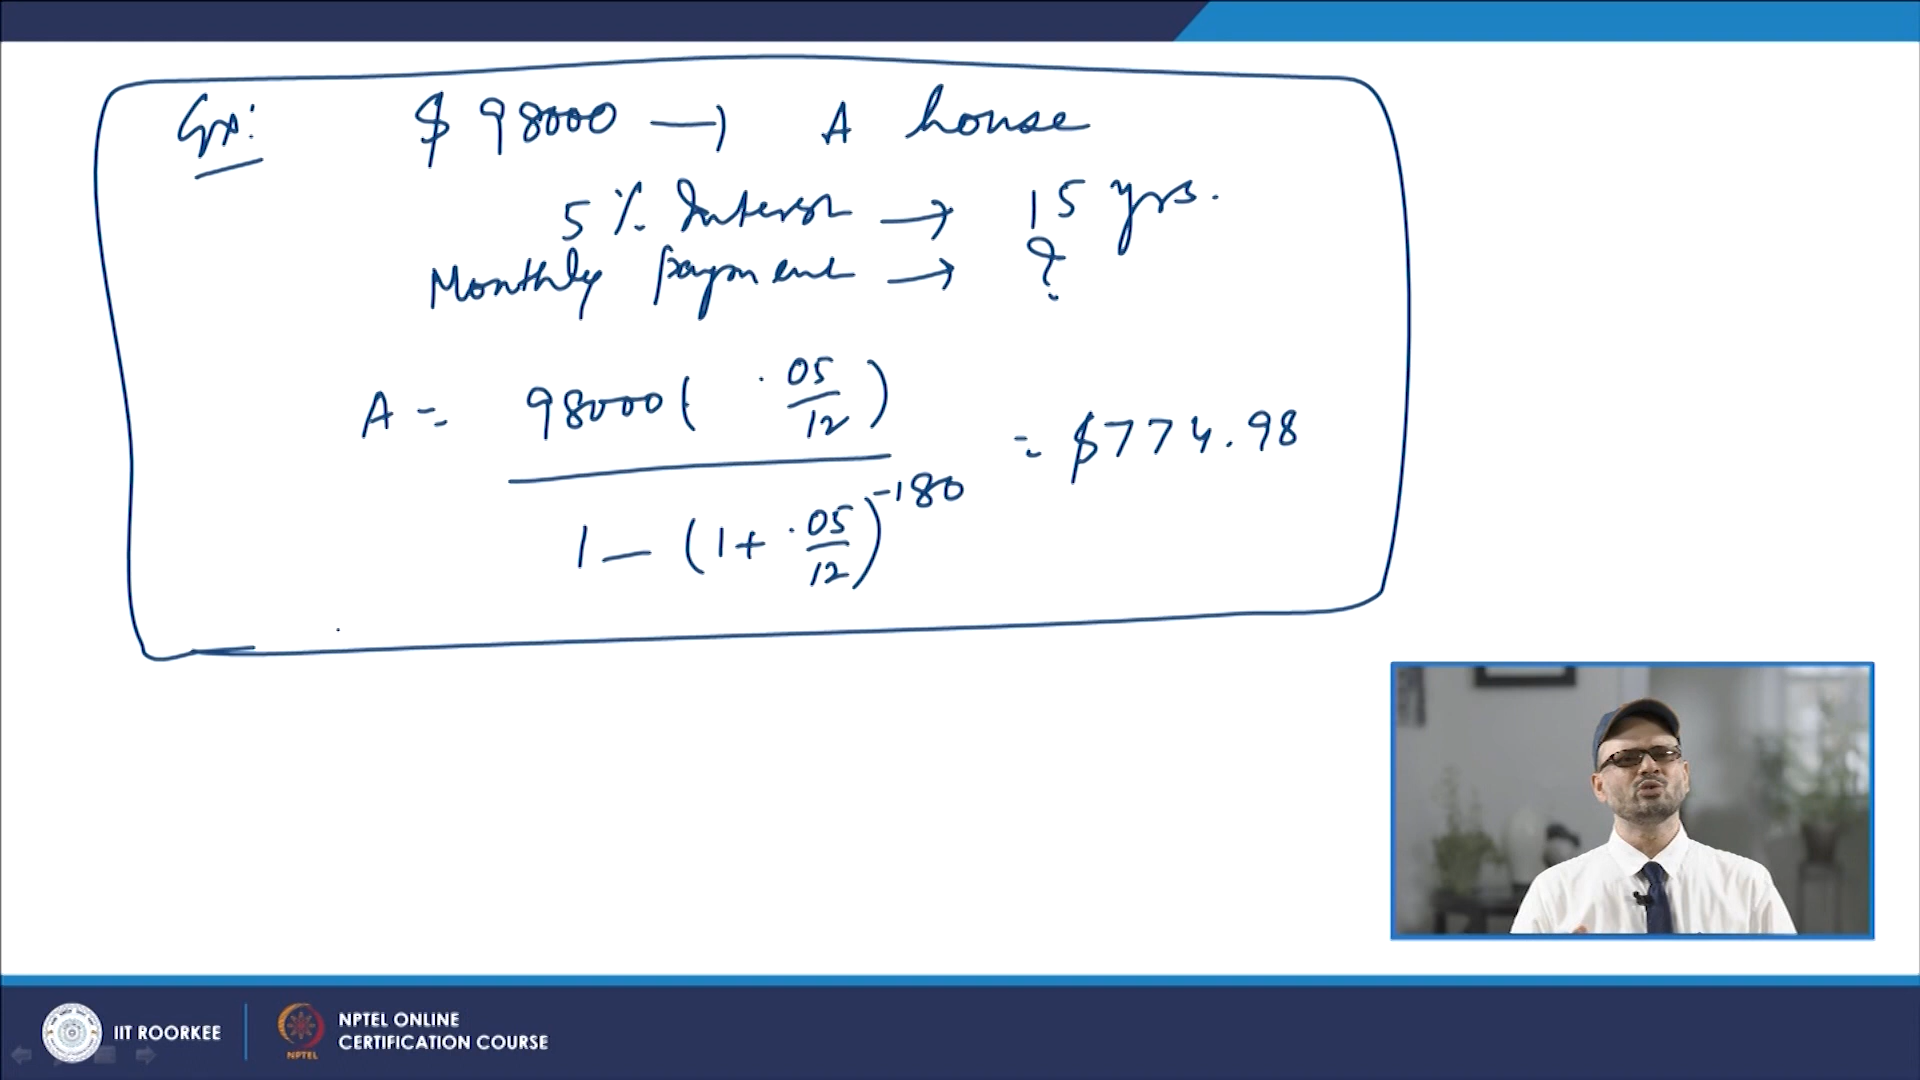 Ex: $98000 → A house
5% Interest → 15 yrs.
Monthly payment → ?
A = 98000(.05/12) / 1 - (1 + .05/12)^-180 = $774.98
IIT ROORKEE
NPTEL
NPTEL ONLINE
CERTIFICATION COURSE